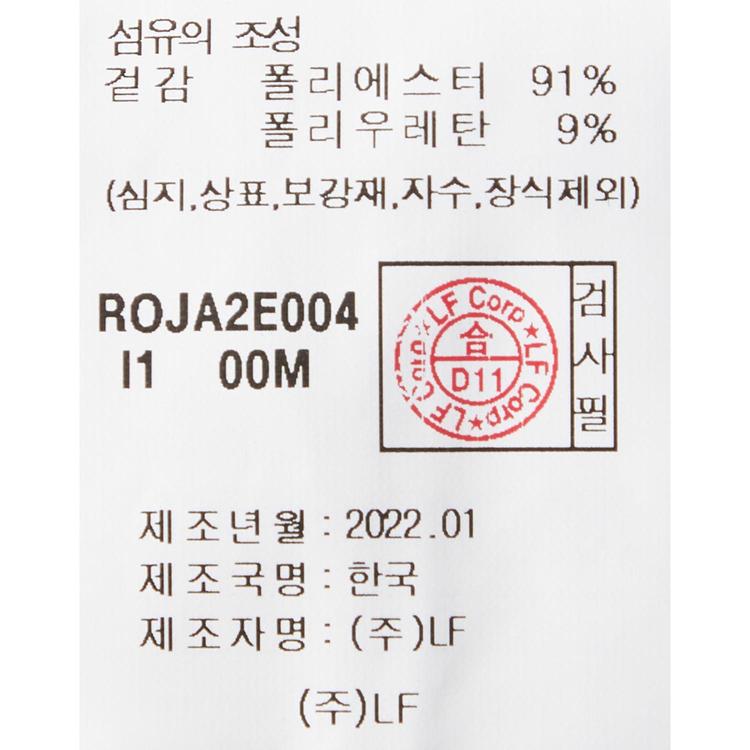 섬유의 조성
겉감 폴리에스터 91%
폴리우레탄 9%
(심지,상표,보강재,자수,장식제외)
ROJA2E004
I1 00M
LF Corp ★ LF Corp ★ LF Corp ★
合
D11
검사필
제조년월 : 2022.01
제조국명 : 한국
제조자명 : (주)LF
(주)LF